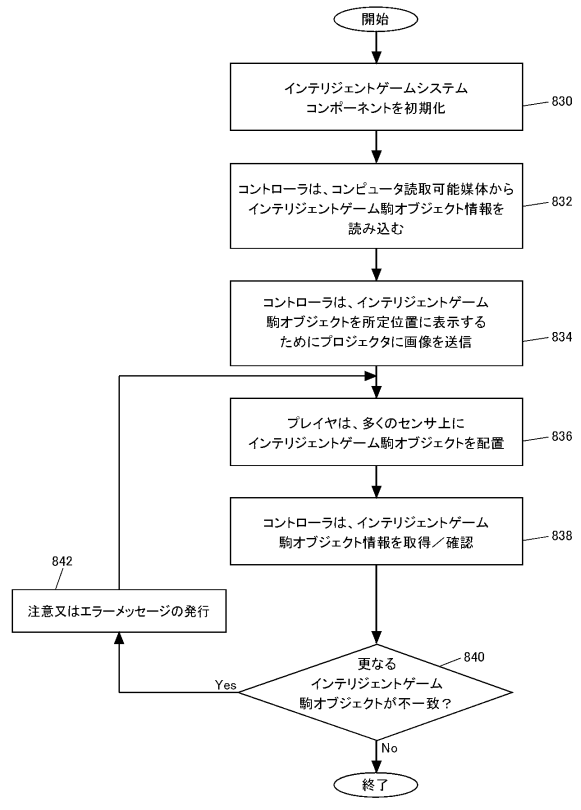 開始
インテリジェントゲームシステム
コンポーネントを初期化
830
コントローラは、コンピュータ読取可能媒体から
インテリジェントゲーム駒オブジェクト情報を
読み込む
832
コントローラは、インテリジェントゲーム
駒オブジェクトを所定位置に表示する
ためにプロジェクタに画像を送信
834
プレイヤは、多くのセンサ上に
インテリジェントゲーム駒オブジェクトを配置
836
コントローラは、インテリジェントゲーム
駒オブジェクト情報を取得／確認
838
842
注意又はエラーメッセージの発行
840
更なる
インテリジェントゲーム
駒オブジェクトが不一致？
Yes
No
終了